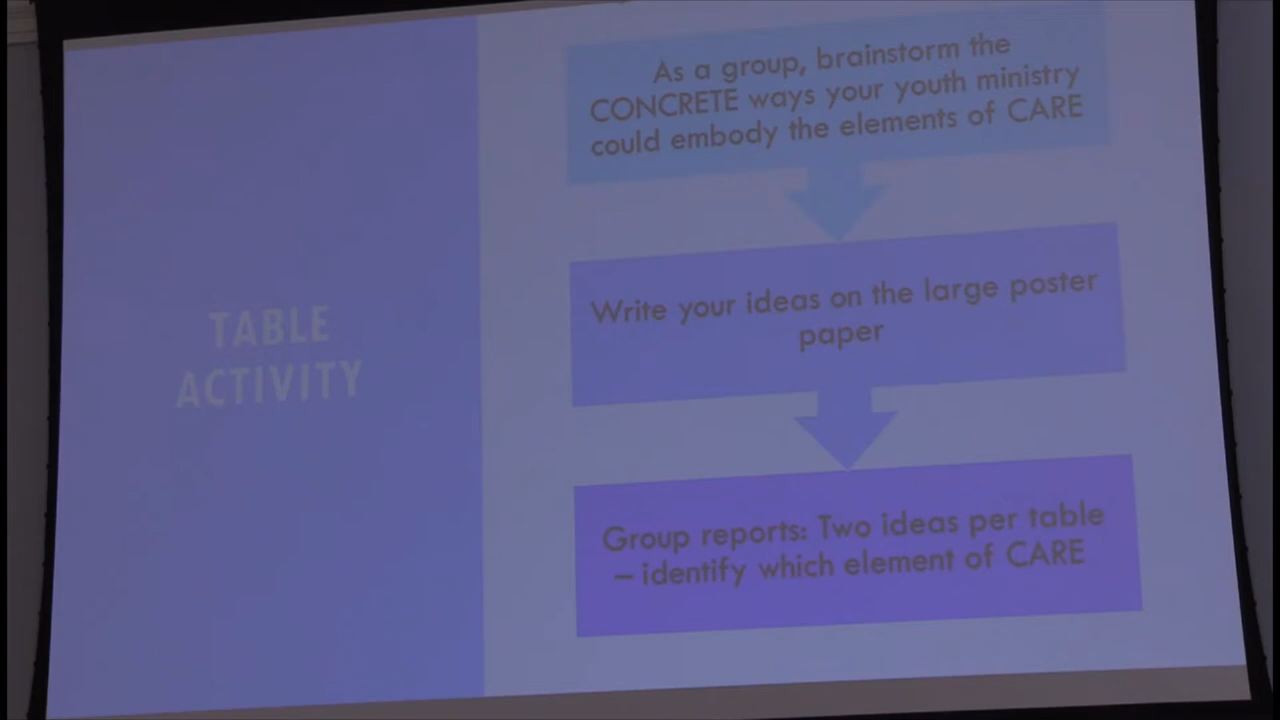 TABLE
ACTIVITY
As a group, brainstorm the
CONCRETE ways your youth ministry
could embody the elements of CARE
Write your ideas on the large poster
paper
Group reports: Two ideas per table
– identify which element of CARE